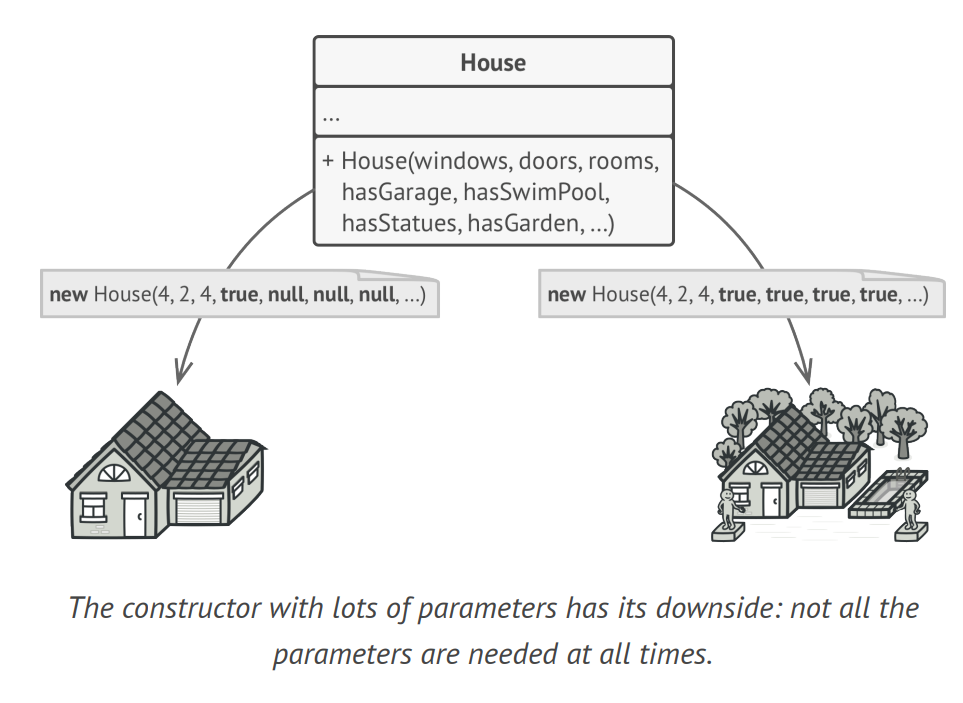 House
...
+ House(windows, doors, rooms,
hasGarage, hasSwimPool,
hasStatues, hasGarden, ...)
new House(4, 2, 4, true, null, null, null, ...)
new House(4, 2, 4, true, true, true, true, ...)
The constructor with lots of parameters has its downside: not all the
parameters are needed at all times.